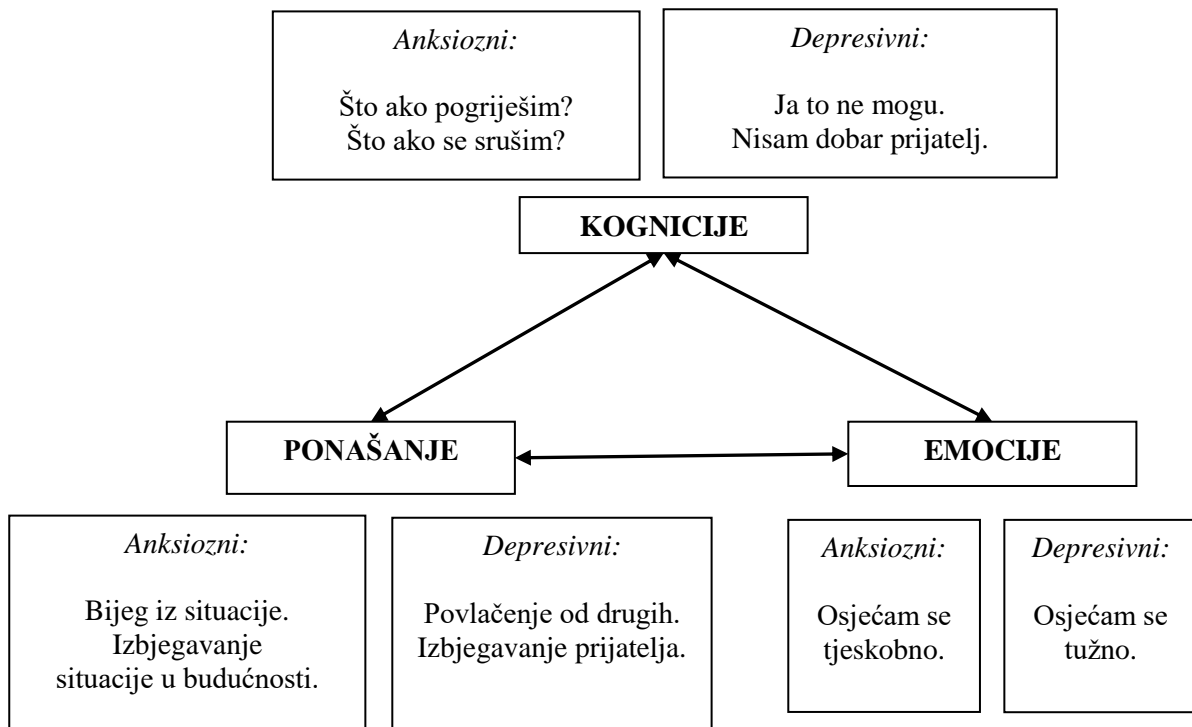 Anksiozni:
Što ako pogriješim?
Što ako se srušim?
Depresivni:
Ja to ne mogu.
Nisam dobar prijatelj.
KOGNICIJE
PONAŠANJE
EMOCIJE
Anksiozni:
Bijeg iz situacije.
Izbjegavanje
situacije u budućnosti.
Depresivni:
Povlačenje od drugih.
Izbjegavanje prijatelja.
Anksiozni:
Osjećam se
tjeskobno.
Depresivni:
Osjećam se
tužno.